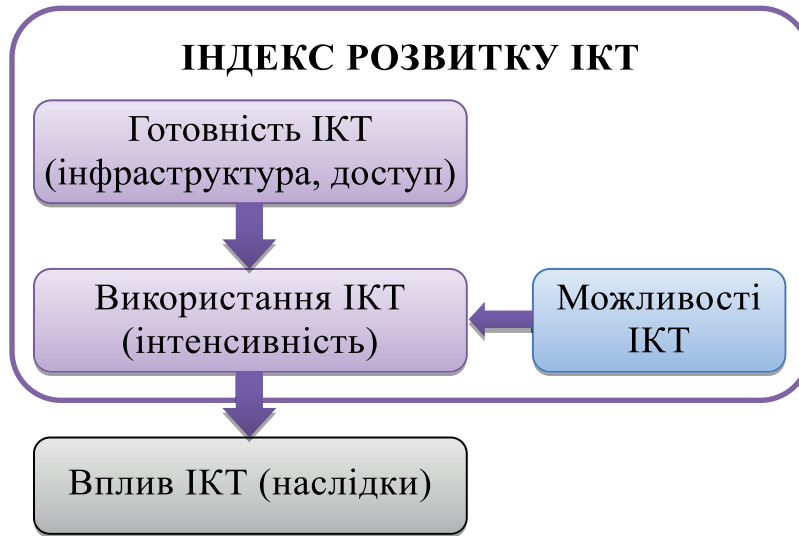 ІНДЕКС РОЗВИТКУ ІКТ
Готовність ІКТ
(інфраструктура, доступ)
Використання ІКТ
(інтенсивність)
Можливості
ІКТ
Вплив ІКТ (наслідки)